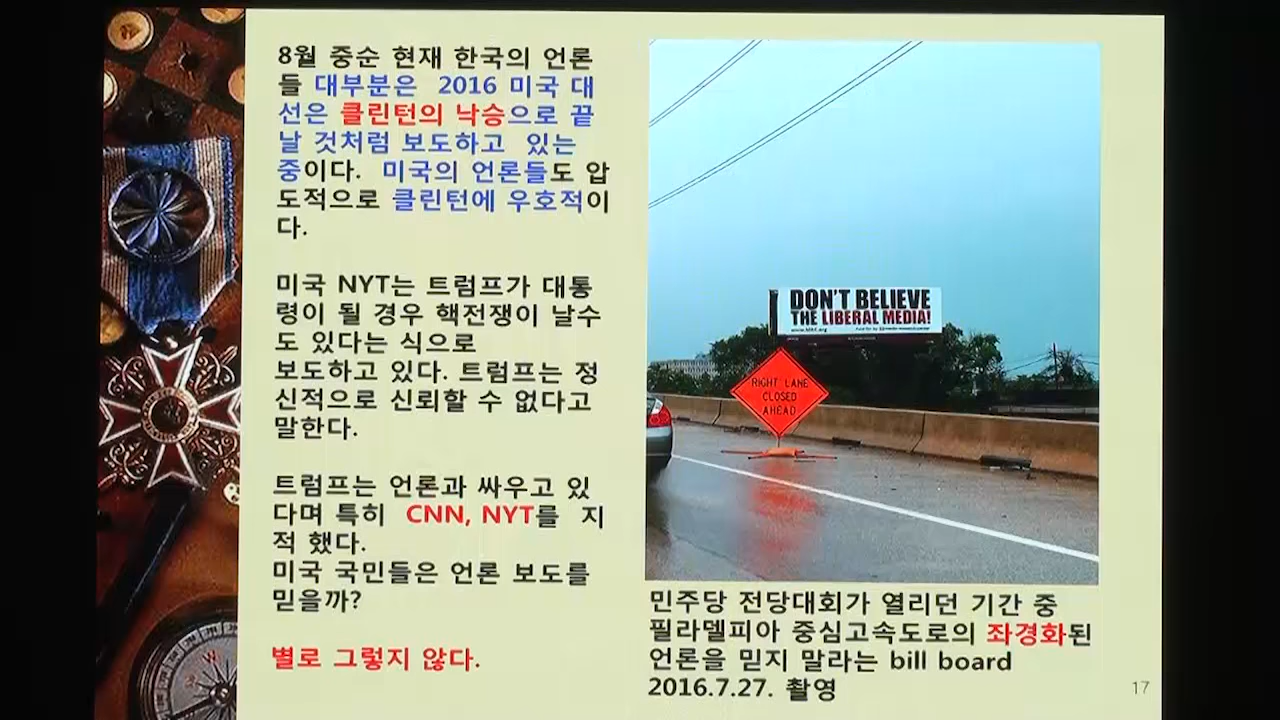 8월 중순 현재 한국의 언론
들 대부분은 2016 미국 대
선은 클린턴의 낙승으로 끝
날 것처럼 보도하고 있는
중이다. 미국의 언론들도 압
도적으로 클린턴에 우호적이
다.
미국 NYT는 트럼프가 대통
령이 될 경우 핵전쟁이 날수
도 있다는 식으로
보도하고 있다. 트럼프는 정
신적으로 신뢰할 수 없다고
말한다.
트럼프는 언론과 싸우고 있
다며 특히 CNN, NYT를 지
적 했다.
미국 국민들은 언론 보도를
믿을까?
별로 그렇지 않다.
DON'T BELIEVE
THE LIBERAL MEDIA!
RIGHT LANE
CLOSED
AHEAD
민주당 전당대회가 열리던 기간 중
필라델피아 중심고속도로의 좌경화된
언론을 믿지 말라는 bill board
2016.7.27. 촬영
17